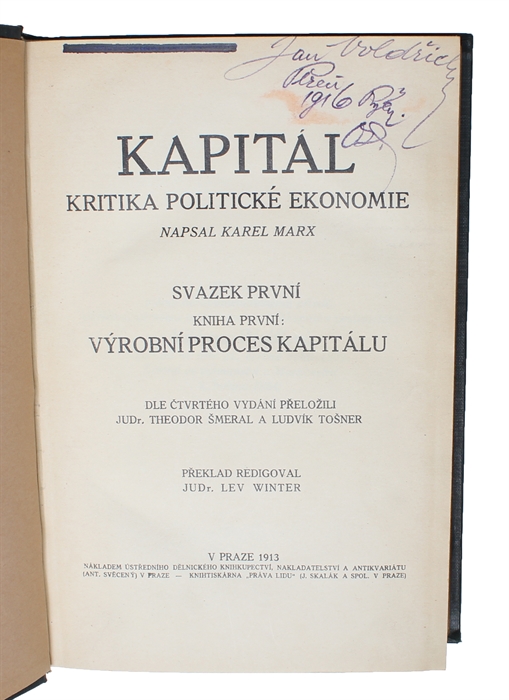 Jan Voldřich
Plzeň
1916
KAPITÁL
KRITIKA POLITICKÉ EKONOMIE
NAPSAL KAREL MARX
SVAZEK PRVNÍ
KNIHA PRVNÍ:
VÝROBNÍ PROCES KAPITÁLU
DLE ČTVRTÉHO VYDÁNÍ PŘELOŽILI
JUDr. THEODOR ŠMERAL A LUDVÍK TOŠNER
PŘEKLAD REDIGOVAL
JUDr. LEV WINTER
V PRAZE 1913
NÁKLADEM ÚSTŘEDNÍHO DĚLNICKÉHO KNIHKUPECTVÍ, NAKLADATELSTVÍ A ANTIKVARIÁTU
(ANT. SVĚCENÝ) V PRAZE — KNIHTISKÁRNA „PRÁVA LIDU" (J. SKALÁK A SPOL. V PRAZE)